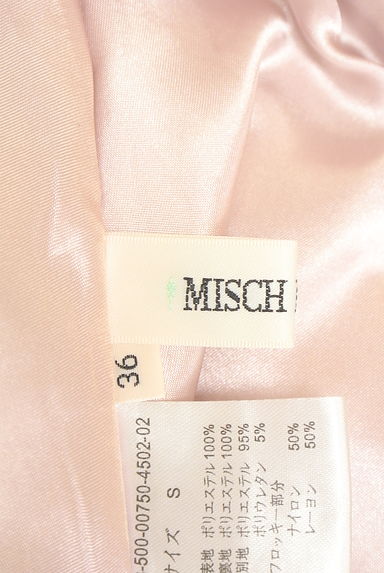 MISCH
36
-500-00750-4502-02
サイズ S
表地 ポリエステル100%
裏地 ポリエステル100%
別地 ポリエステル 95%
ポリウレタン 5%
フロッキー部分
ナイロン 50%
レーヨン 50%